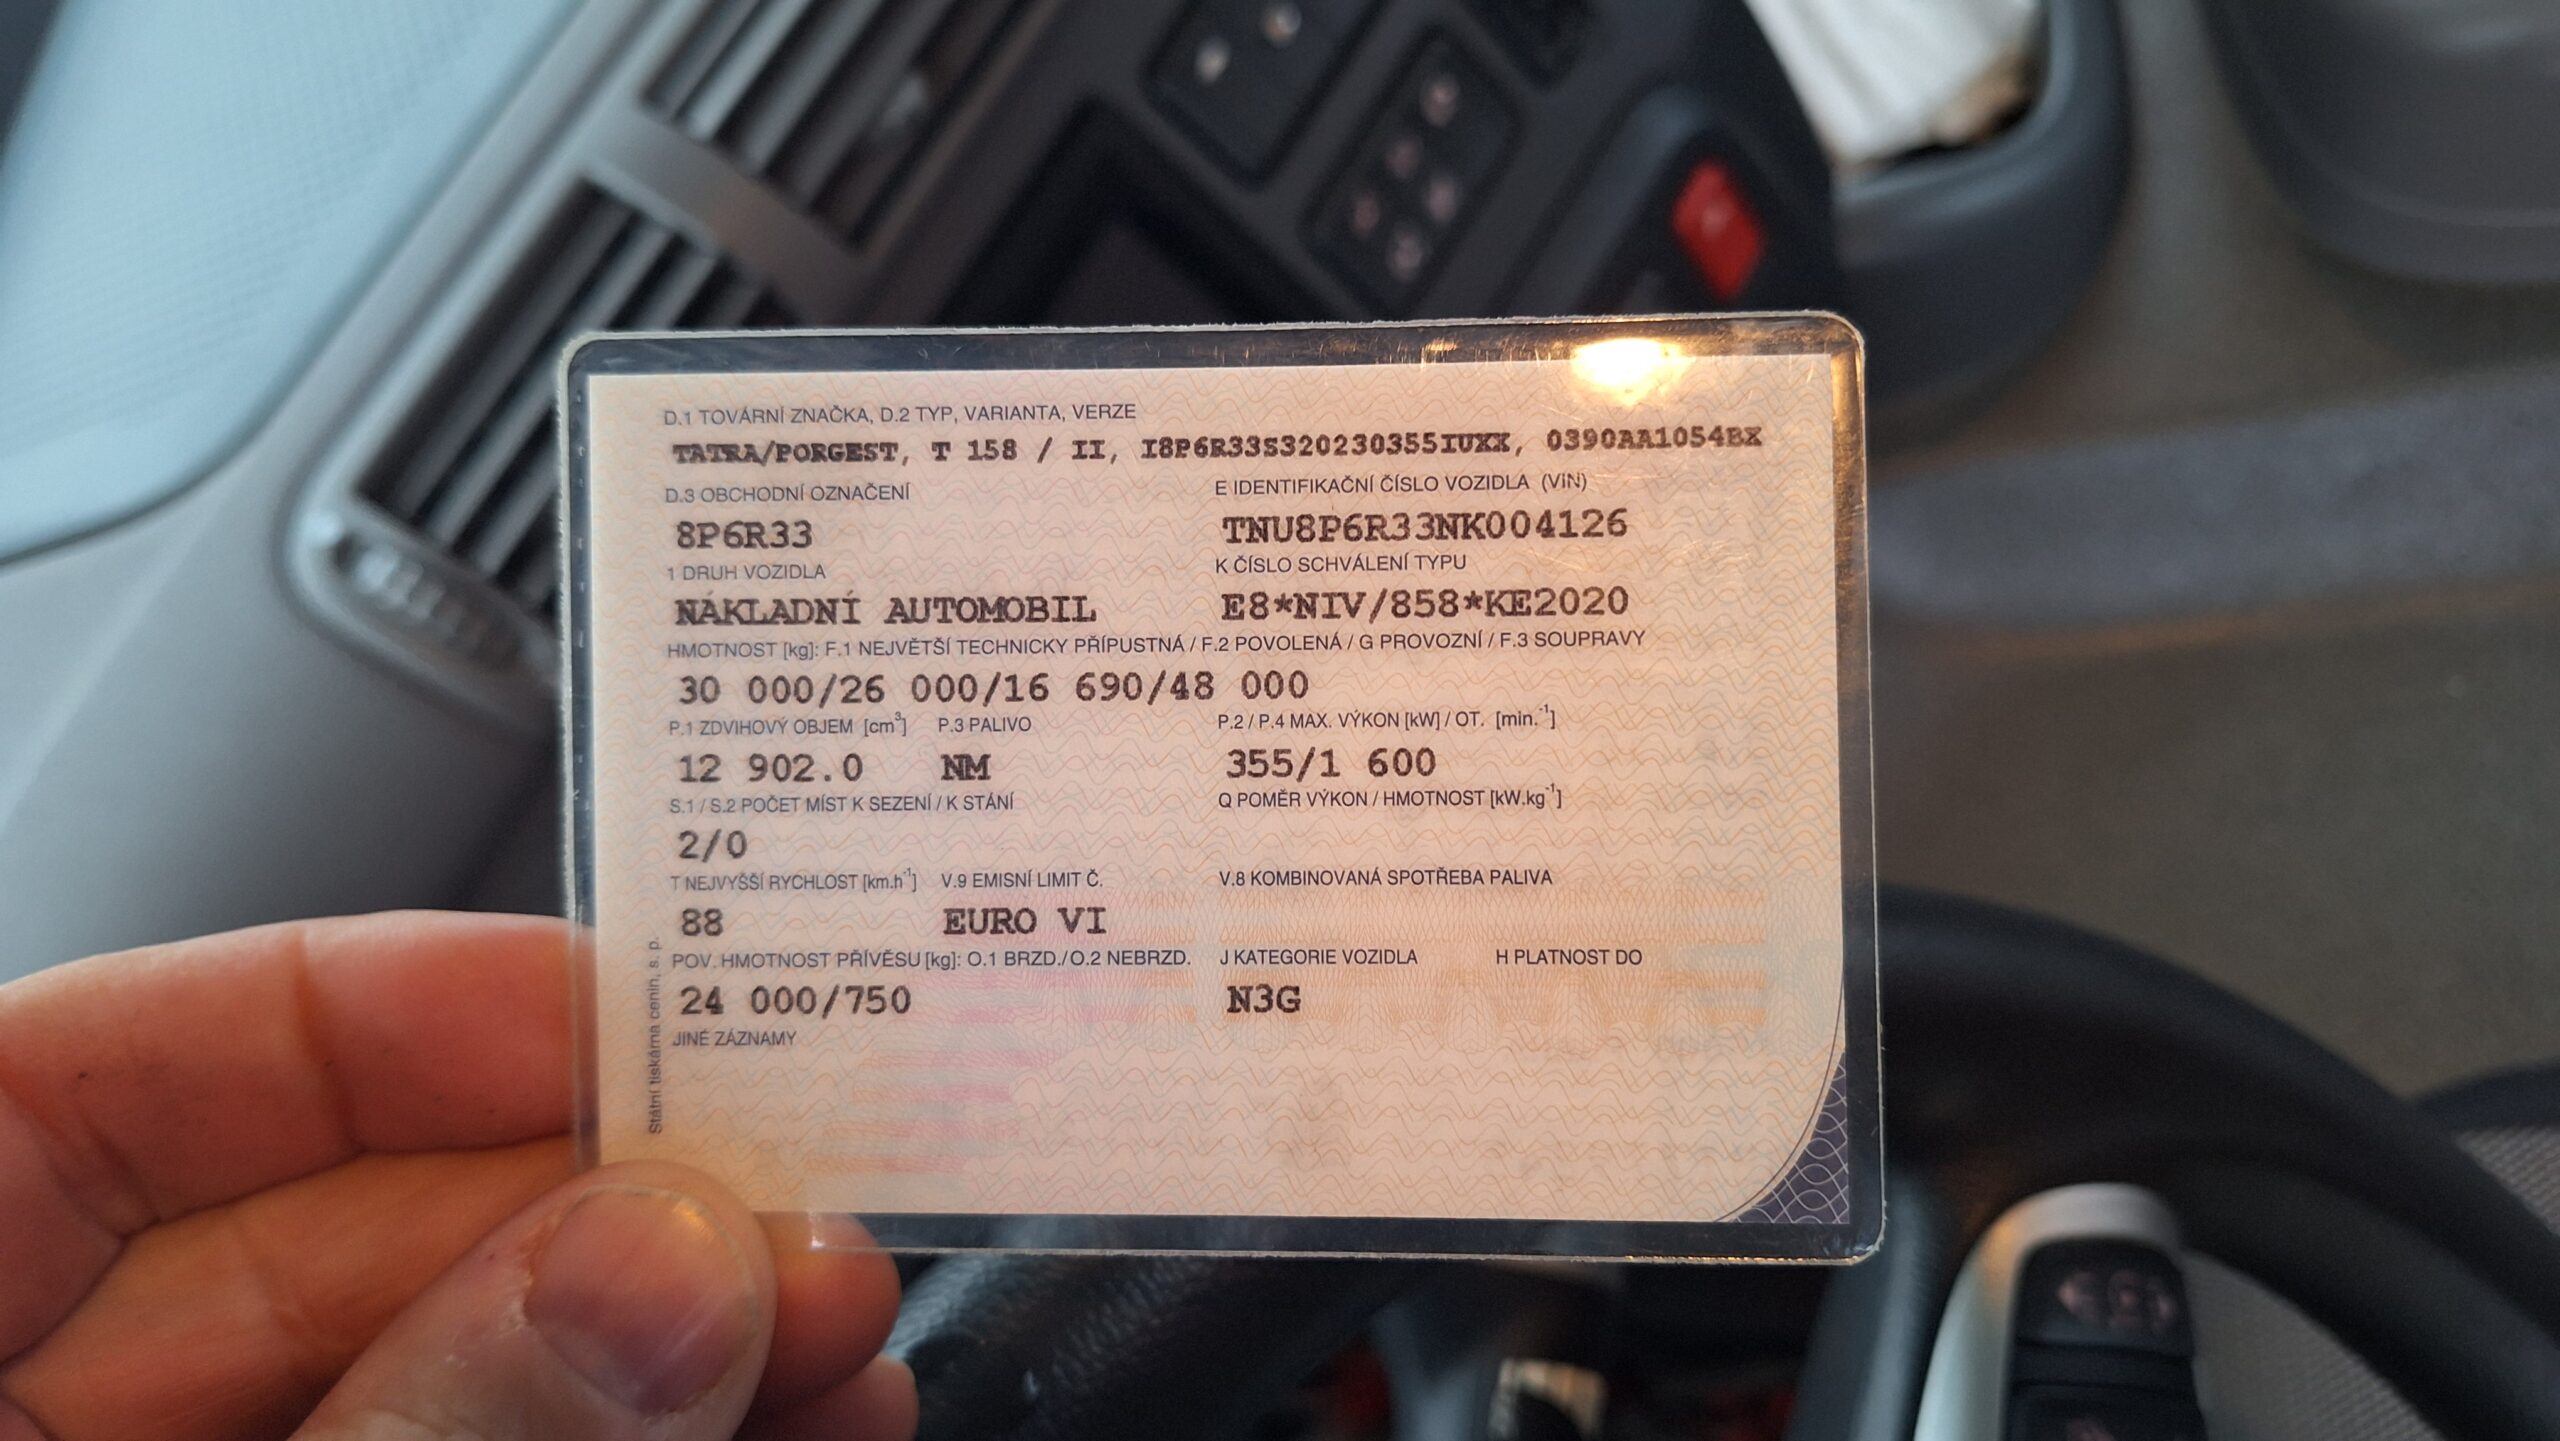 D.1 TOVÁRNÍ ZNAČKA, D.2 TYP, VARIANTA, VERZE
TATRA/PORGEST, T 158 / II, I8P6R33S320230355IUXX, 0390AA1054BX
D.3 OBCHODNÍ OZNAČENÍ E IDENTIFIKAČNÍ ČÍSLO VOZIDLA (VIN)
8P6R33 TNU8P6R33NK004126
1 DRUH VOZIDLA K ČÍSLO SCHVÁLENÍ TYPU
NÁKLADNÍ AUTOMOBIL E8*NIV/858*KE2020
HMOTNOST [kg]: F.1 NEJVĚTŠÍ TECHNICKY PŘÍPUSTNÁ / F.2 POVOLENÁ / G PROVOZNÍ / F.3 SOUPRAVY
30 000/26 000/16 690/48 000
P.1 ZDVIHOVÝ OBJEM [cm³] P.3 PALIVO P.2 / P.4 MAX. VÝKON [kW] / OT. [min.⁻¹]
12 902.0 NM 355/1 600
S.1 / S.2 POČET MÍST K SEZENÍ / K STÁNÍ Q POMĚR VÝKON / HMOTNOST [kW.kg⁻¹]
2/0
T NEJVYŠŠÍ RYCHLOST [km.h⁻¹] V.9 EMISNÍ LIMIT Č. V.8 KOMBINOVANÁ SPOTŘEBA PALIVA
88 EURO VI
POV. HMOTNOST PŘÍVĚSU [kg]: O.1 BRZD./O.2 NEBRZD. J KATEGORIE VOZIDLA H PLATNOST DO
24 000/750 N3G
JINÉ ZÁZNAMY
Státní tiskárna cenin, s. p.